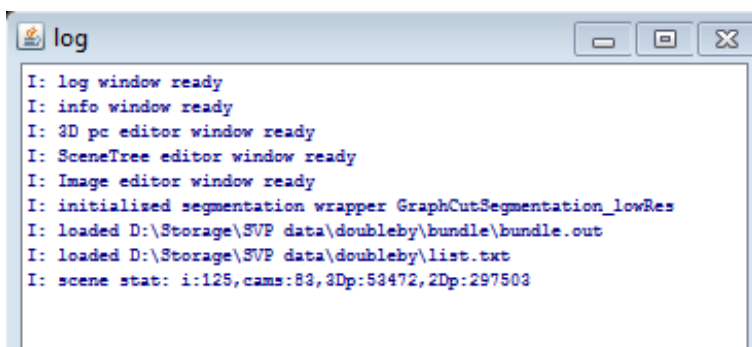 log
I: log window ready
I: info window ready
I: 3D pc editor window ready
I: SceneTree editor window ready
I: Image editor window ready
I: initialized segmentation wrapper GraphCutSegmentation_lowRes
I: loaded D:\Storage\SVP data\doubleby\bundle\bundle.out
I: loaded D:\Storage\SVP data\doubleby\list.txt
I: scene stat: i:125,cams:83,3Dp:53472,2Dp:297503